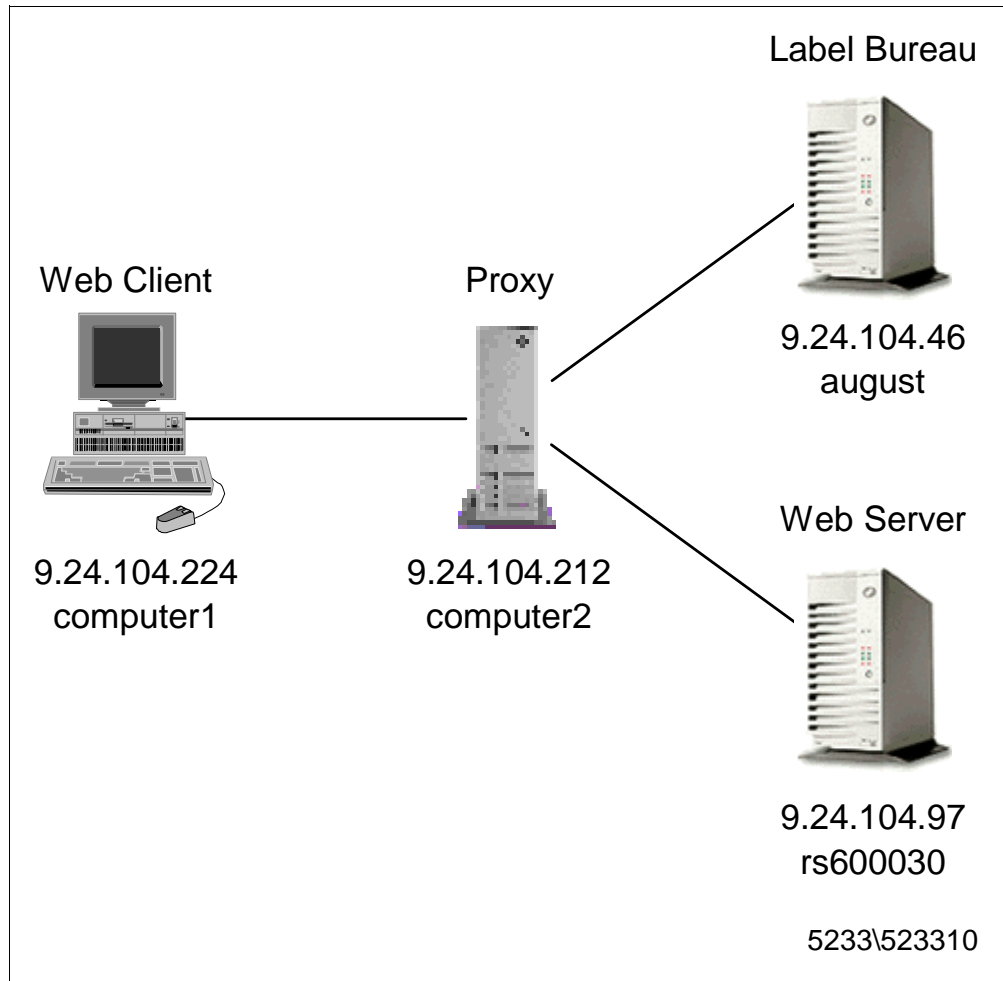 Label Bureau
9.24.104.46
august
Web Client
9.24.104.224
computer1
Proxy
9.24.104.212
computer2
Web Server
9.24.104.97
rs600030
5233\523310